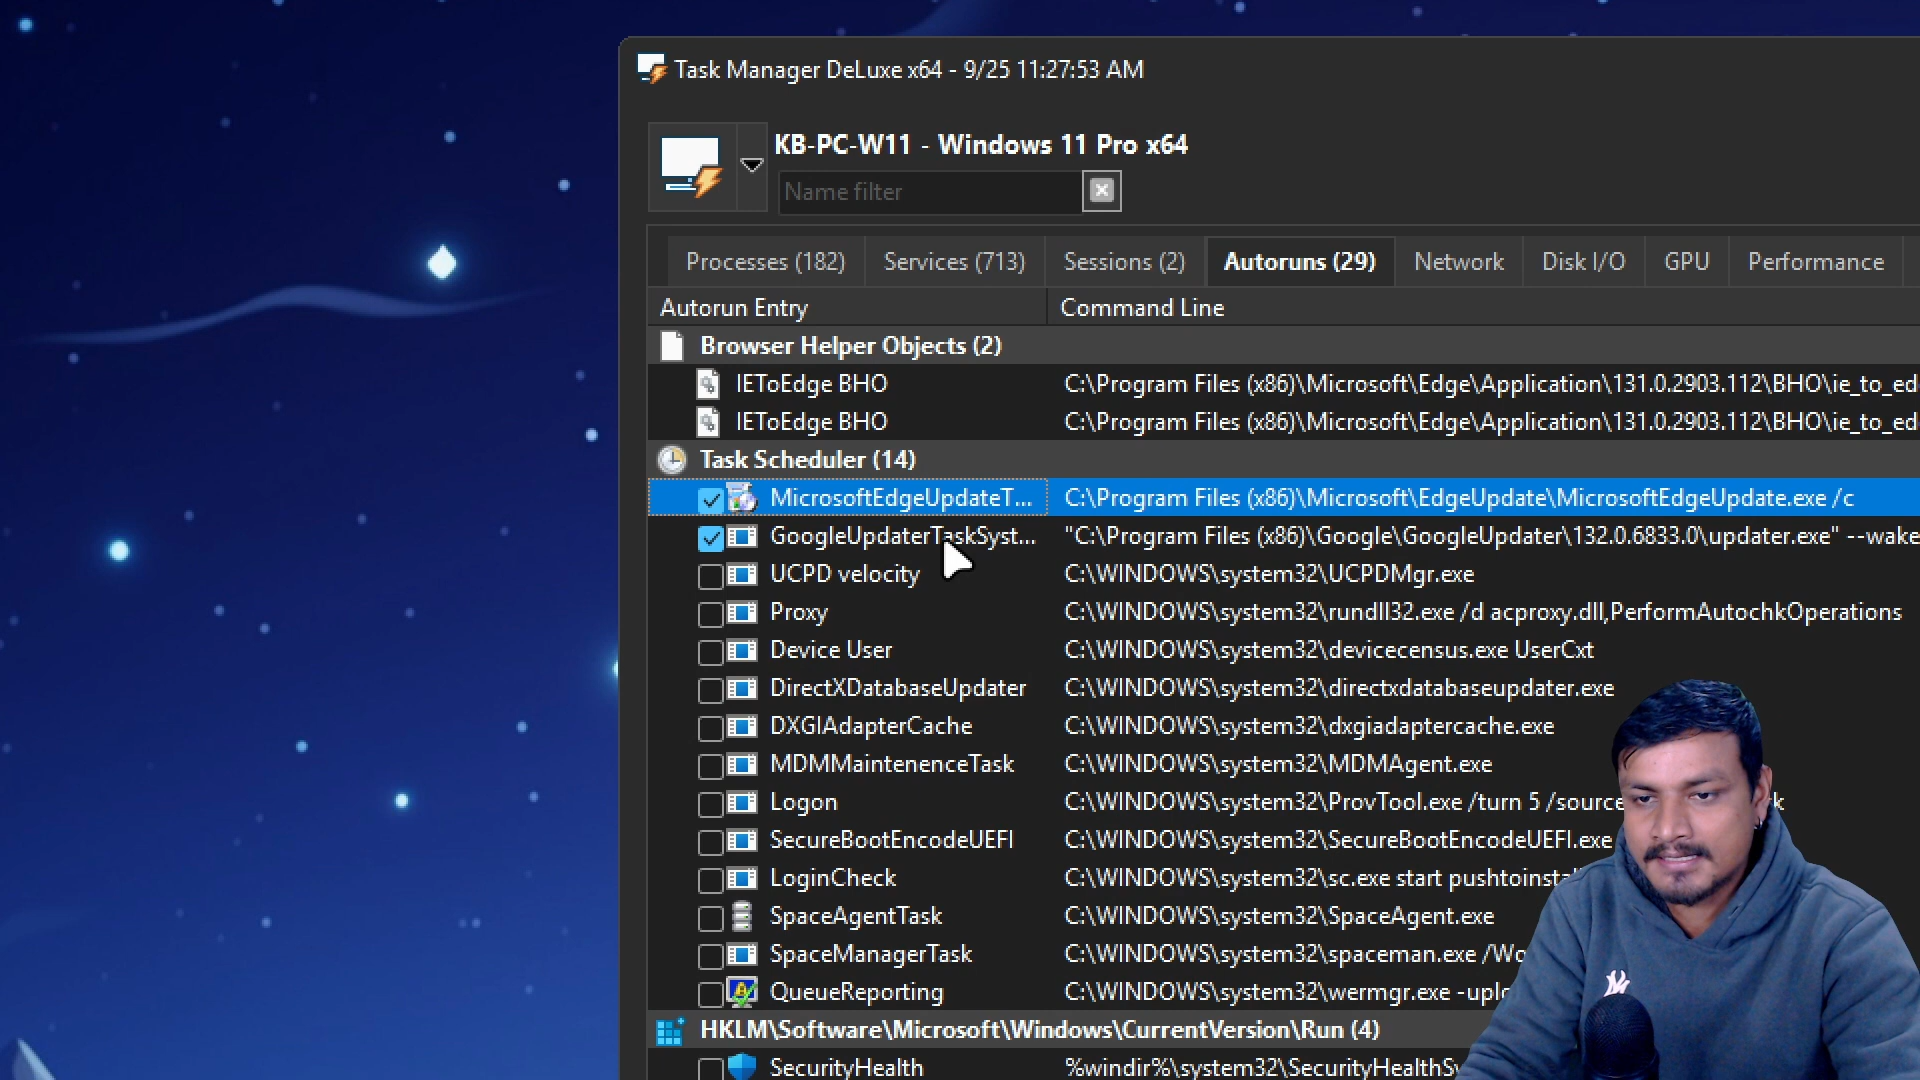 Task Manager DeLuxe x64 - 9/25 11:27:53 AM
KB-PC-W11 - Windows 11 Pro x64
Name filter
Processes (182) Services (713) Sessions (2) Autoruns (29) Network Disk I/O GPU Performance
Autorun Entry Command Line
Browser Helper Objects (2)
IEToEdge BHO C:\Program Files (x86)\Microsoft\Edge\Application\131.0.2903.112\BHO\ie_to_ed
IEToEdge BHO C:\Program Files (x86)\Microsoft\Edge\Application\131.0.2903.112\BHO\ie_to_ed
Task Scheduler (14)
MicrosoftEdgeUpdateT... C:\Program Files (x86)\Microsoft\EdgeUpdate\MicrosoftEdgeUpdate.exe /c
GoogleUpdaterTaskSyst... "C:\Program Files (x86)\Google\GoogleUpdater\132.0.6833.0\updater.exe" --wake
UCPD velocity C:\WINDOWS\system32\UCPDMgr.exe
Proxy C:\WINDOWS\system32\rundll32.exe /d acproxy.dll,PerformAutochkOperations
Device User C:\WINDOWS\system32\devicecensus.exe UserCxt
DirectXDatabaseUpdater C:\WINDOWS\system32\directxdatabaseupdater.exe
DXGIAdapterCache C:\WINDOWS\system32\dxgiadaptercache.exe
MDMMaintenenceTask C:\WINDOWS\system32\MDMAgent.exe
Logon C:\WINDOWS\system32\ProvTool.exe /turn 5 /source k
SecureBootEncodeUEFI C:\WINDOWS\system32\SecureBootEncodeUEFI.exe
LoginCheck C:\WINDOWS\system32\sc.exe start pushtoinstal
SpaceAgentTask C:\WINDOWS\system32\SpaceAgent.exe
SpaceManagerTask C:\WINDOWS\system32\spaceman.exe /Wo
QueueReporting C:\WINDOWS\system32\wermgr.exe -uplo
HKLM\Software\Microsoft\Windows\CurrentVersion\Run (4)
SecurityHealth %windir%\system32\SecurityHealthSy